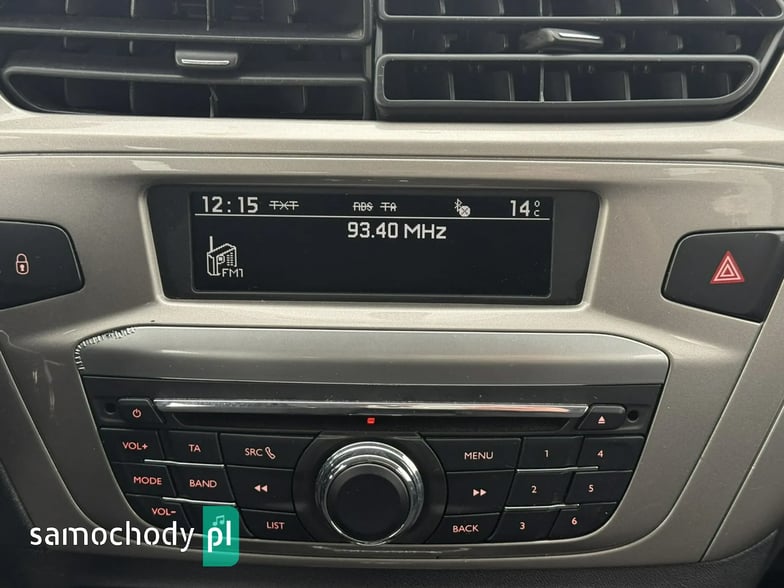 12:15 TXT RDS TA 14°C
93.40 MHz
FM1
VOL+ TA SRC MENU 1 4
MODE BAND 2 5
VOL- LIST BACK 3 6
samochody pl